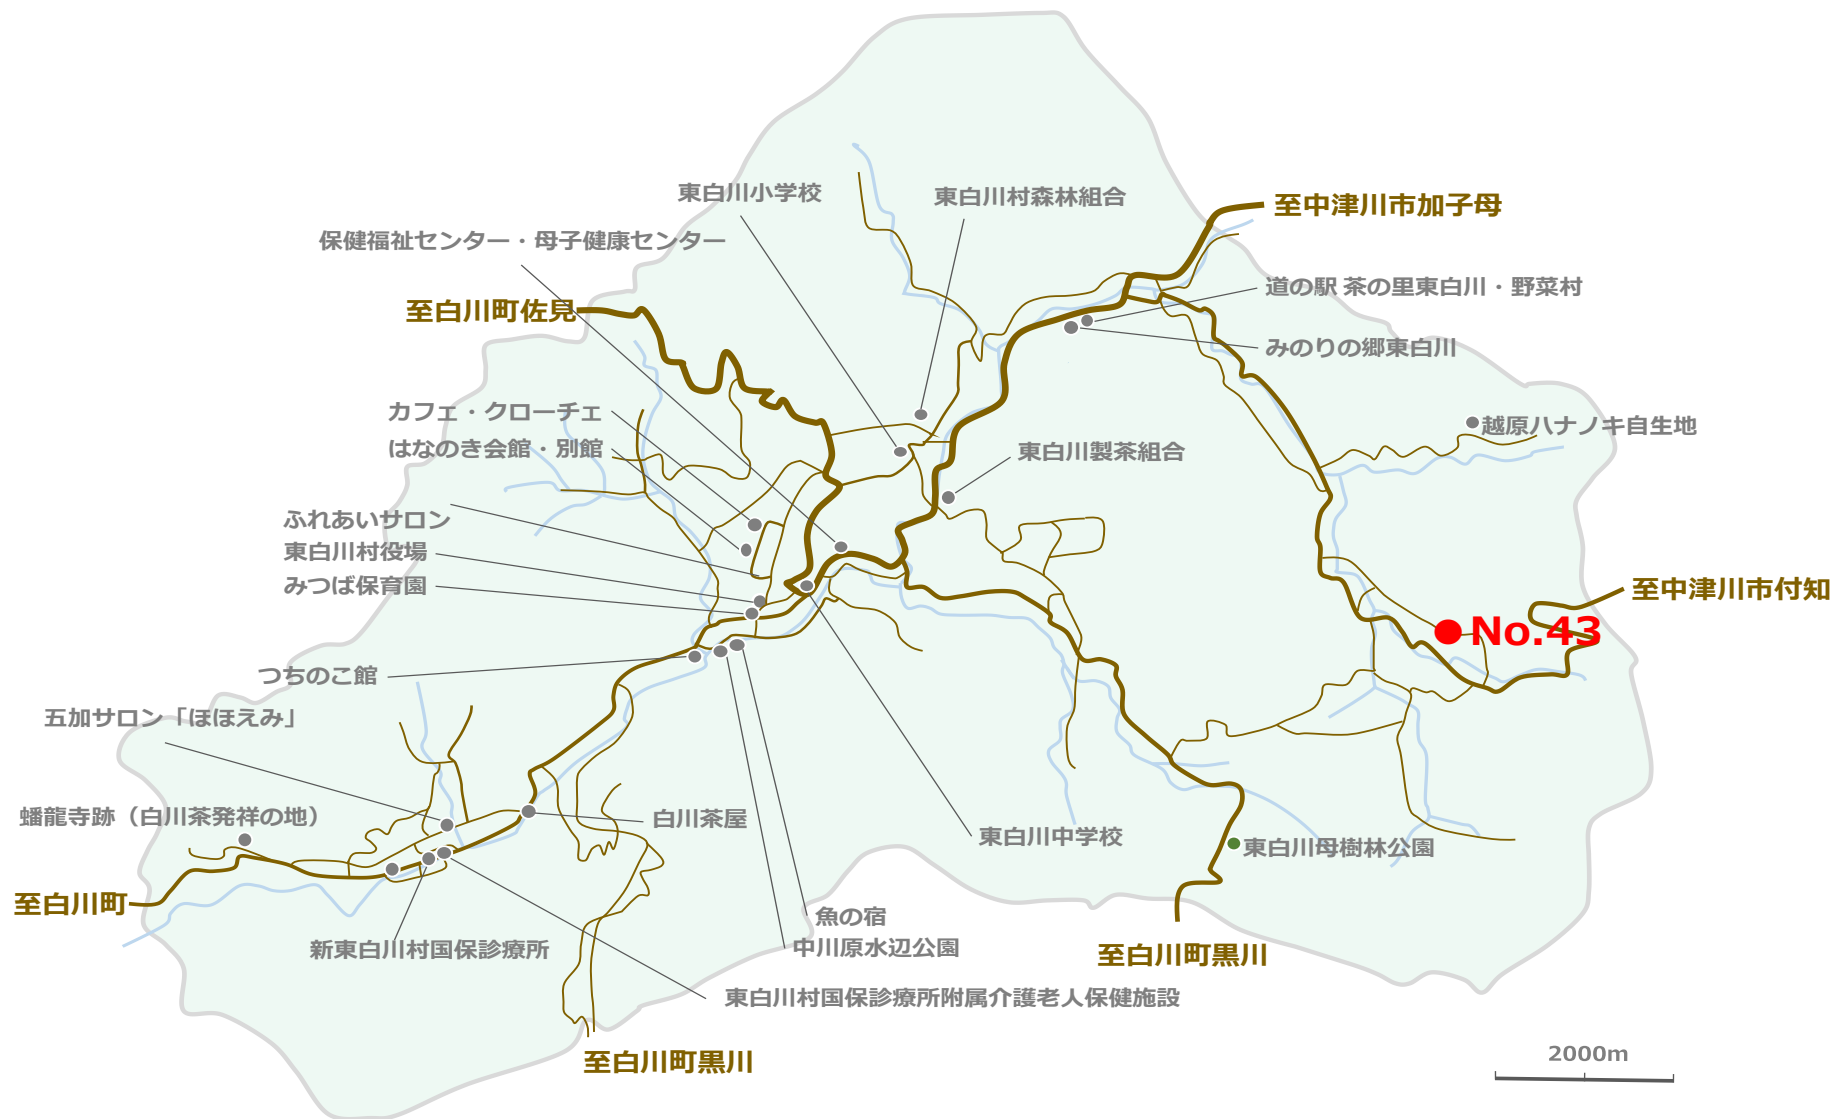 東白川小学校
東白川村森林組合
至中津川市加子母
保健福祉センター・母子健康センター
道の駅 茶の里東白川・野菜村
至白川町佐見
みのりの郷東白川
カフェ・クローチェ
越原ハナノキ自生地
はなのき会館・別館
東白川製茶組合
ふれあいサロン
東白川村役場
みつば保育園
至中津川市付知
No.43
つちのこ館
五加サロン「ほほえみ」
蟠龍寺跡（白川茶発祥の地）
白川茶屋
東白川中学校
東白川母樹林公園
至白川町
魚の宿
新東白川村国保診療所
中川原水辺公園
至白川町黒川
東白川村国保診療所附属介護老人保健施設
至白川町黒川
2000m